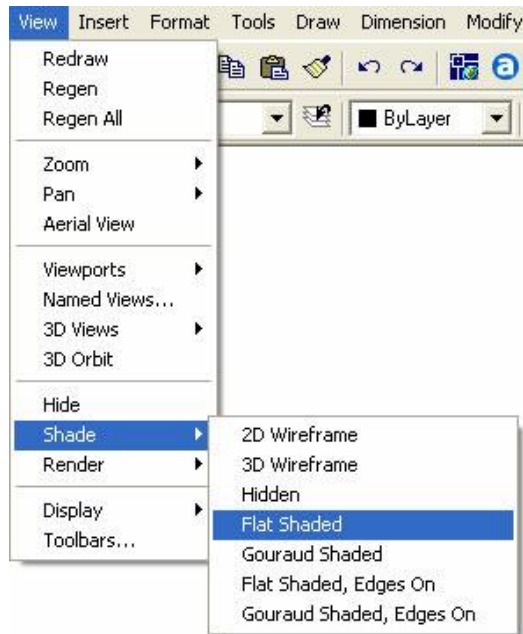 View Insert Format Tools Draw Dimension Modify
Redraw
Regen
Regen All
ByLayer
Zoom
Pan
Aerial View
Viewports
Named Views...
3D Views
3D Orbit
Hide
Shade
Render
Display
Toolbars...
2D Wireframe
3D Wireframe
Hidden
Flat Shaded
Gouraud Shaded
Flat Shaded, Edges On
Gouraud Shaded, Edges On